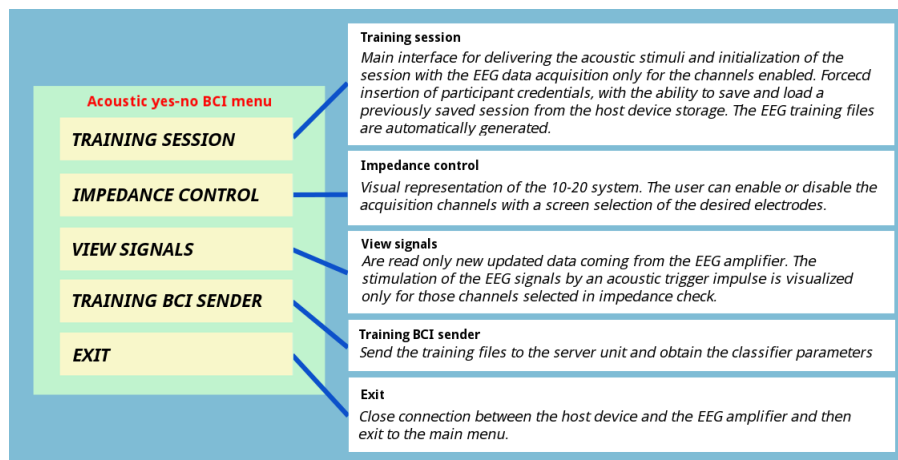 Acoustic yes-no BCI menu
TRAINING SESSION
IMPEDANCE CONTROL
VIEW SIGNALS
TRAINING BCI SENDER
EXIT
Training session
Main interface for delivering the acoustic stimuli and initialization of the
session with the EEG data acquisition only for the channels enabled. Forcecd
insertion of participant credentials, with the ability to save and load a
previously saved session from the host device storage. The EEG training files
are automatically generated.
Impedance control
Visual representation of the 10-20 system. The user can enable or disable the
acquisition channels with a screen selection of the desired electrodes.
View signals
Are read only new updated data coming from the EEG amplifier. The
stimulation of the EEG signals by an acoustic trigger impulse is visualized
only for those channels selected in impedance check.
Training BCI sender
Send the training files to the server unit and obtain the classifier parameters
Exit
Close connection between the host device and the EEG amplifier and then
exit to the main menu.